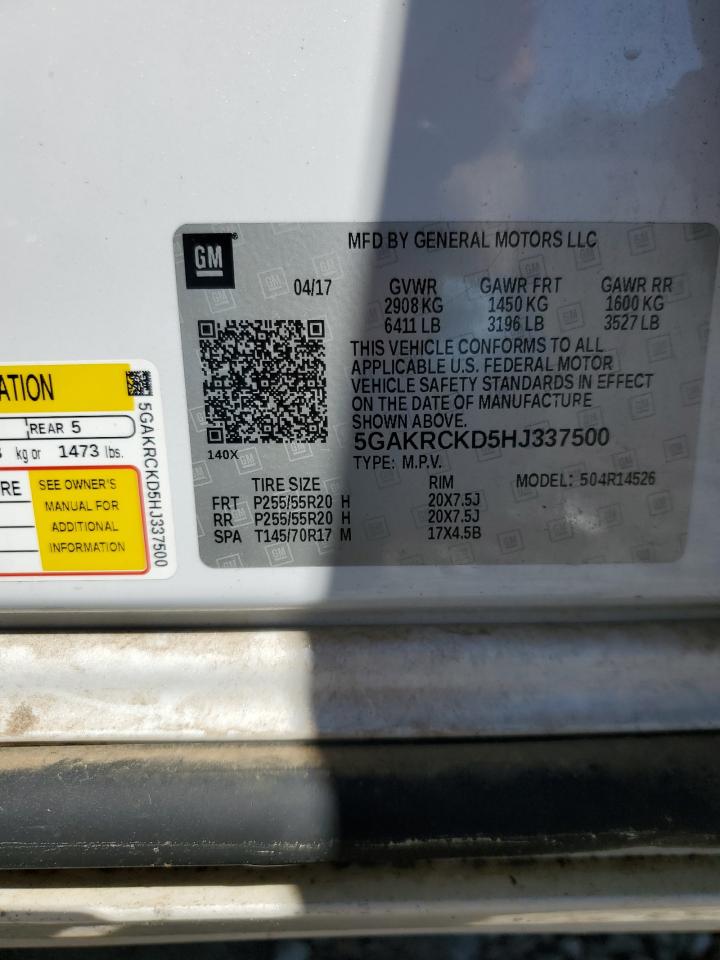 GM
MFD BY GENERAL MOTORS LLC
04/17 GVWR GAWR FRT GAWR RR
2908 KG 1450 KG 1600 KG
6411 LB 3196 LB 3527 LB
THIS VEHICLE CONFORMS TO ALL
APPLICABLE U.S. FEDERAL MOTOR
VEHICLE SAFETY STANDARDS IN EFFECT
ON THE DATE OF MANUFACTURE
SHOWN ABOVE.
5GAKRCKD5HJ337500
140X
TYPE: M.P.V.
TIRE SIZE RIM MODEL: 504R14526
FRT P255/55R20 H 20X7.5J
RR P255/55R20 H 20X7.5J
SPA T145/70R17 M 17X4.5B
REAR 5
kg or 1473 lbs.
SEE OWNER'S
MANUAL FOR
ADDITIONAL
INFORMATION
5GAKRCKD5HJ337500